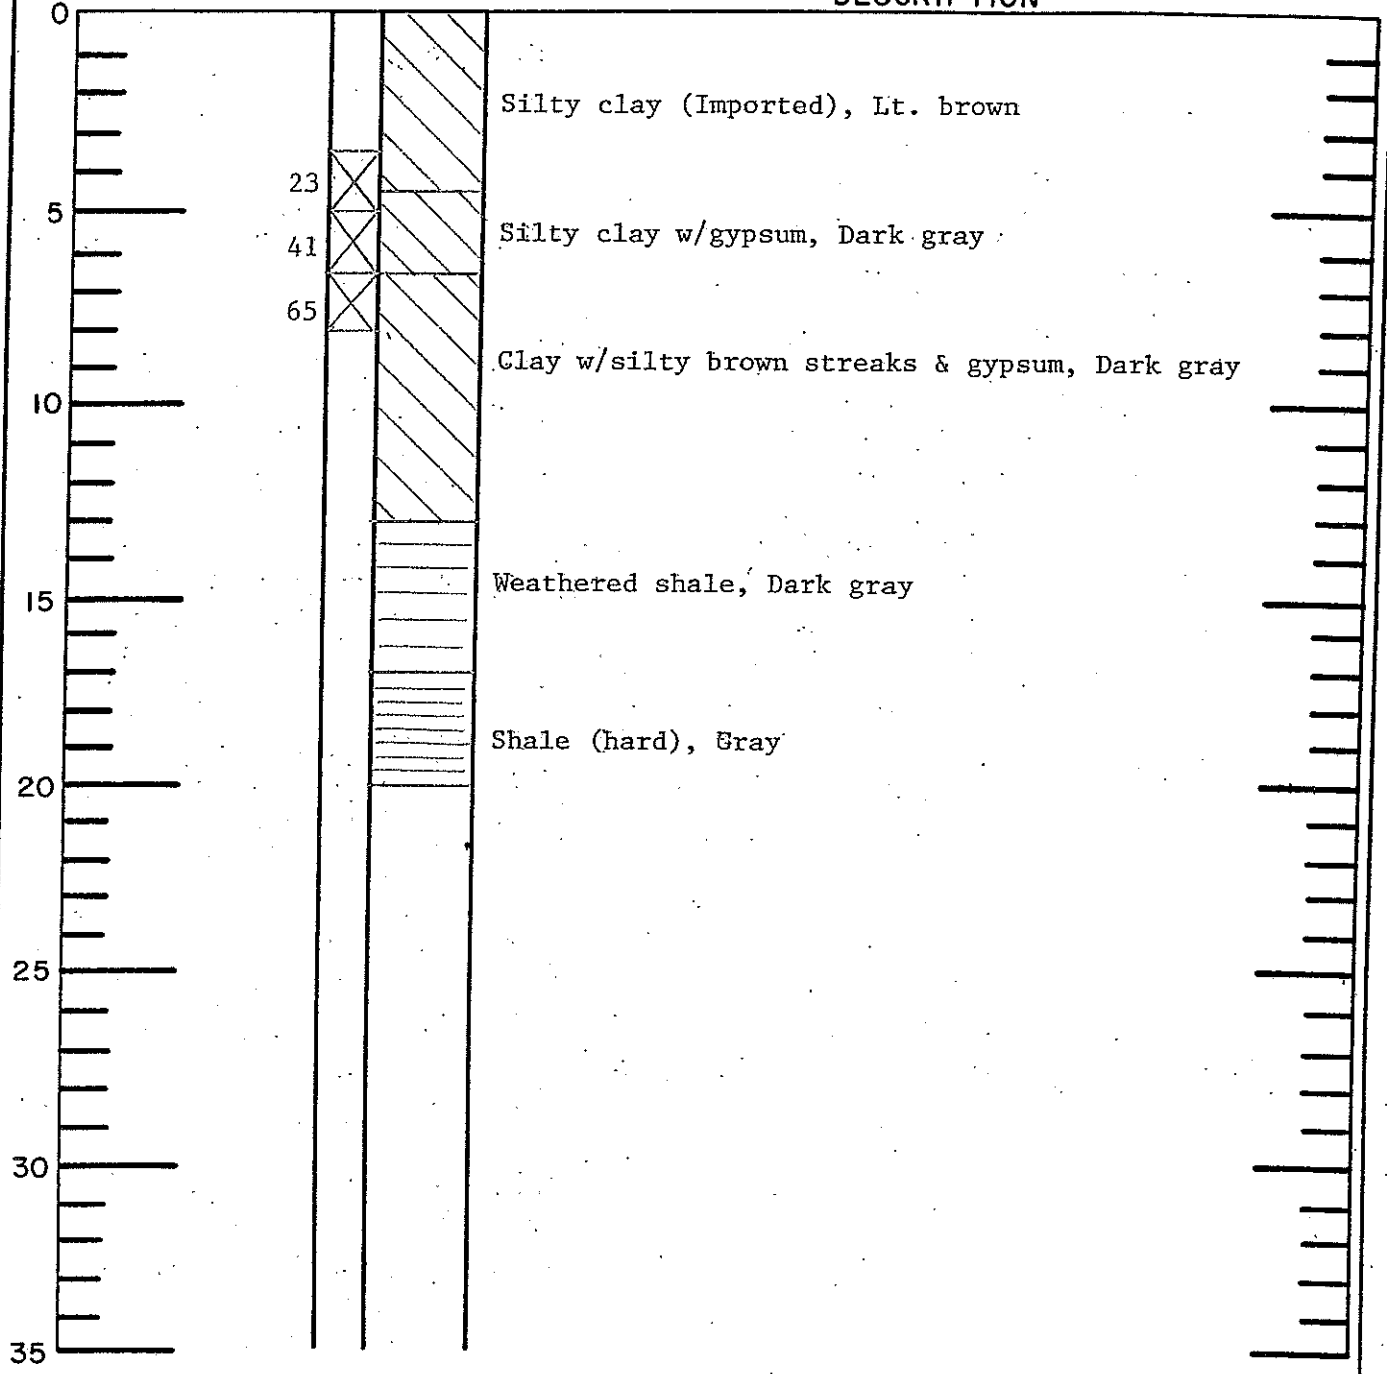 DESCRIPTION
0
Silty clay (Imported), Lt. brown
23
5
Silty clay w/gypsum, Dark gray
41
65
Clay w/silty brown streaks & gypsum, Dark gray
10
Weathered shale, Dark gray
15
Shale (hard), Gray
20
25
30
35